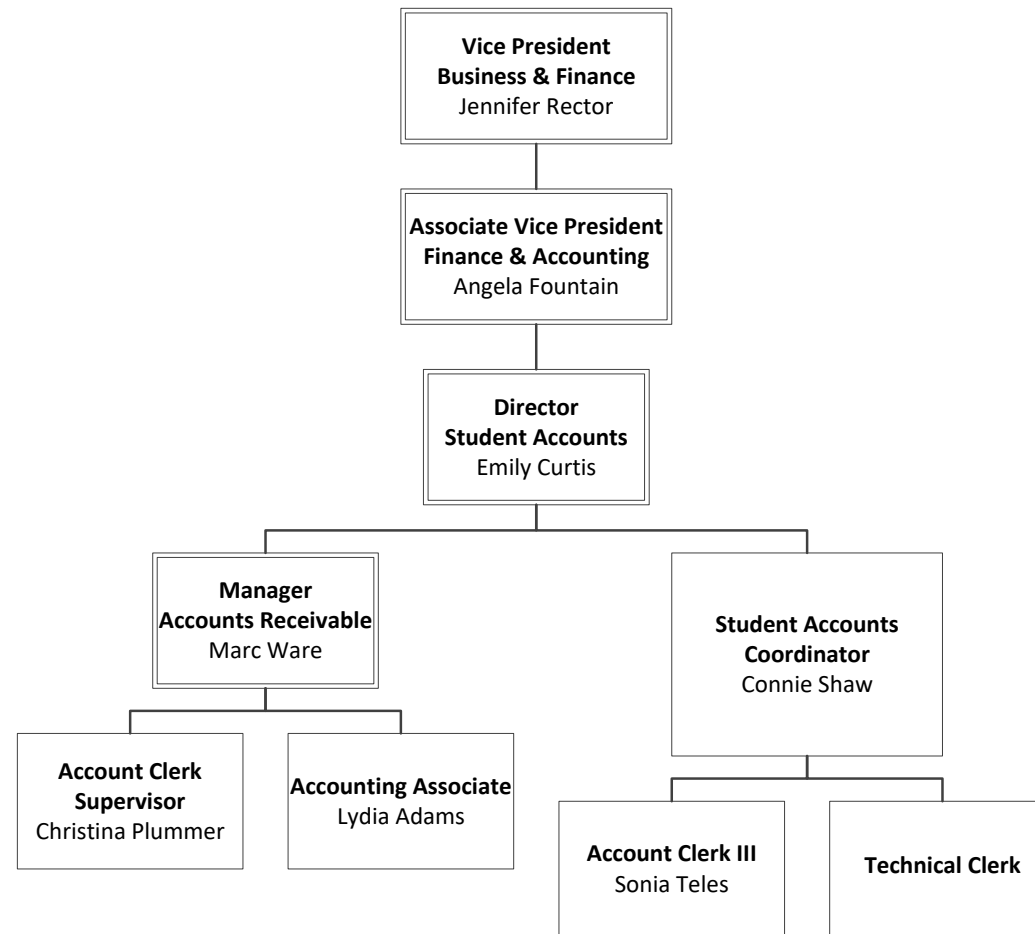 Vice President
Business & Finance
Jennifer Rector
Associate Vice President
Finance & Accounting
Angela Fountain
Director
Student Accounts
Emily Curtis
Manager
Accounts Receivable
Marc Ware
Student Accounts
Coordinator
Connie Shaw
Account Clerk
Supervisor
Christina Plummer
Accounting Associate
Lydia Adams
Account Clerk III
Sonia Teles
Technical Clerk